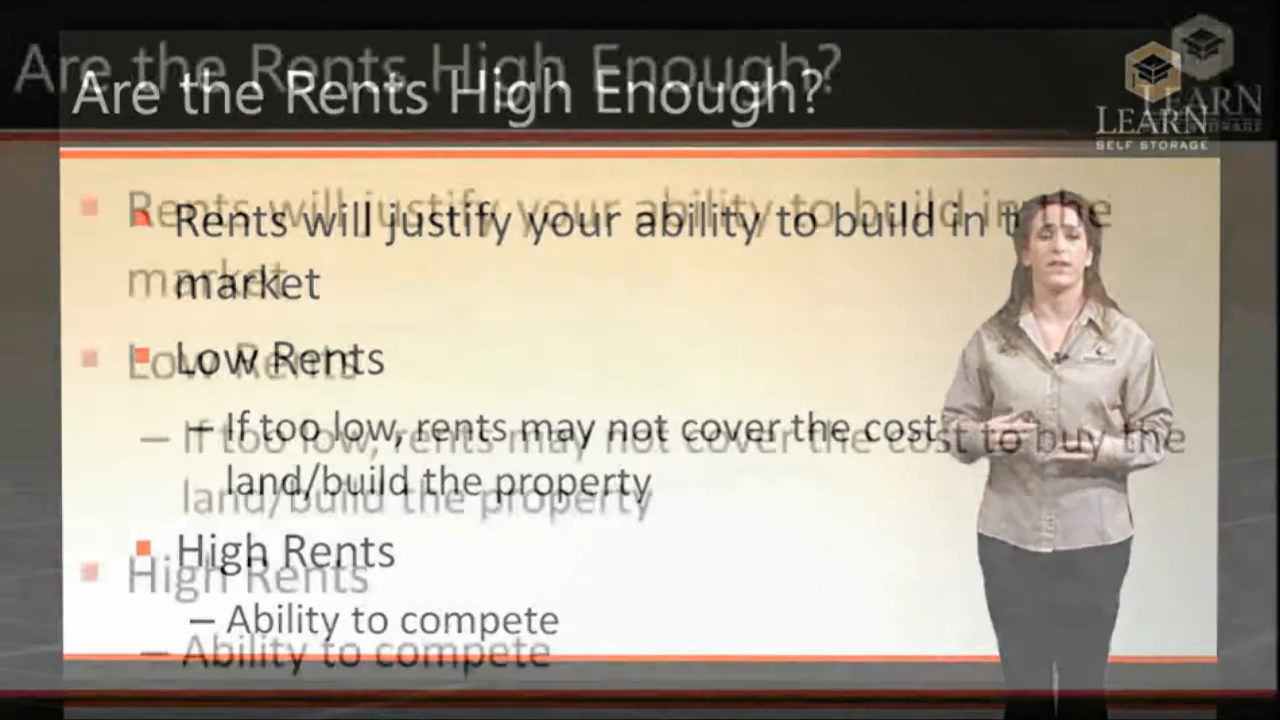 Are the Rents High Enough?
LEARN
SELF STORAGE
Rents will justify your ability to build in the
market
Low Rents
– If too low, rents may not cover the cost to buy the
land/build the property
High Rents
– Ability to compete